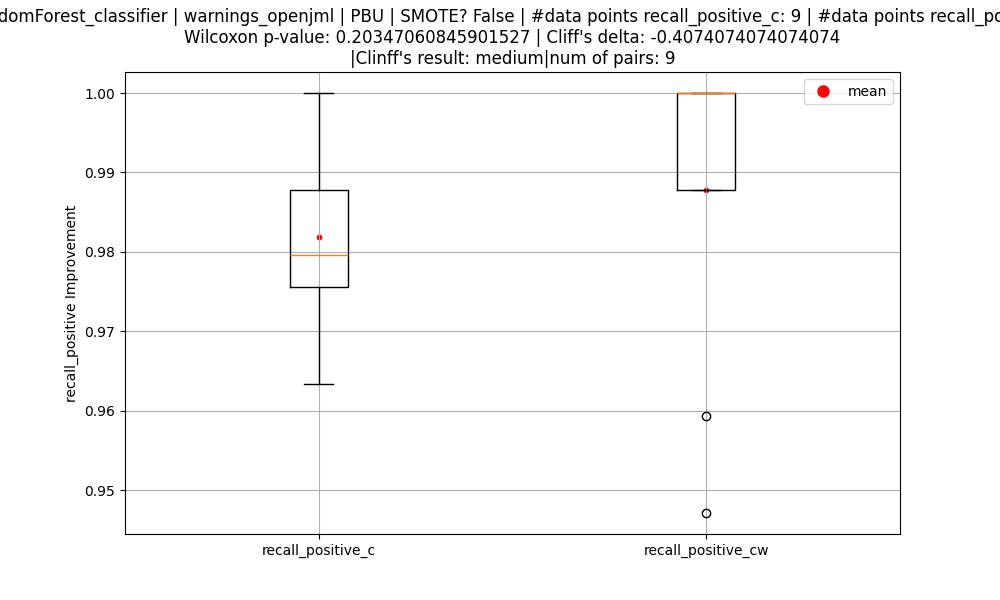 domForest_classifier | warnings_openjml | PBU | SMOTE? False | #data points recall_positive_c: 9 | #data points recall_po
Wilcoxon p-value: 0.20347060845901527 | Cliff's delta: -0.4074074074074074
|Clinff's result: medium|num of pairs: 9
mean
1.00
0.99
0.98
0.97
0.96
0.95
recall_positive Improvement
recall_positive_c
recall_positive_cw